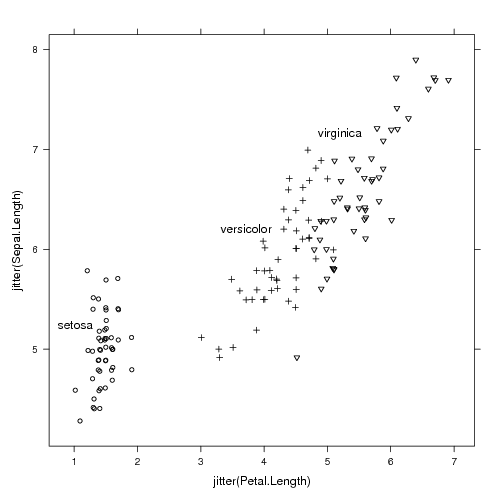 8
7
6
5
jitter(Sepal.Length)
virginica
versicolor
setosa
1 2 3 4 5 6 7
jitter(Petal.Length)